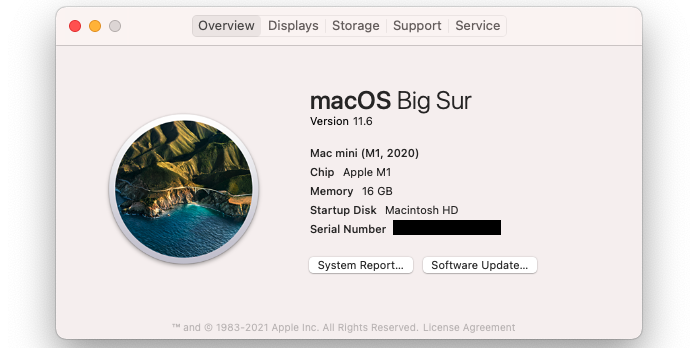 Overview Displays Storage Support Service
macOS Big Sur
Version 11.6
Mac mini (M1, 2020)
Chip Apple M1
Memory 16 GB
Startup Disk Macintosh HD
Serial Number
System Report... Software Update...
™ and © 1983-2021 Apple Inc. All Rights Reserved. License Agreement